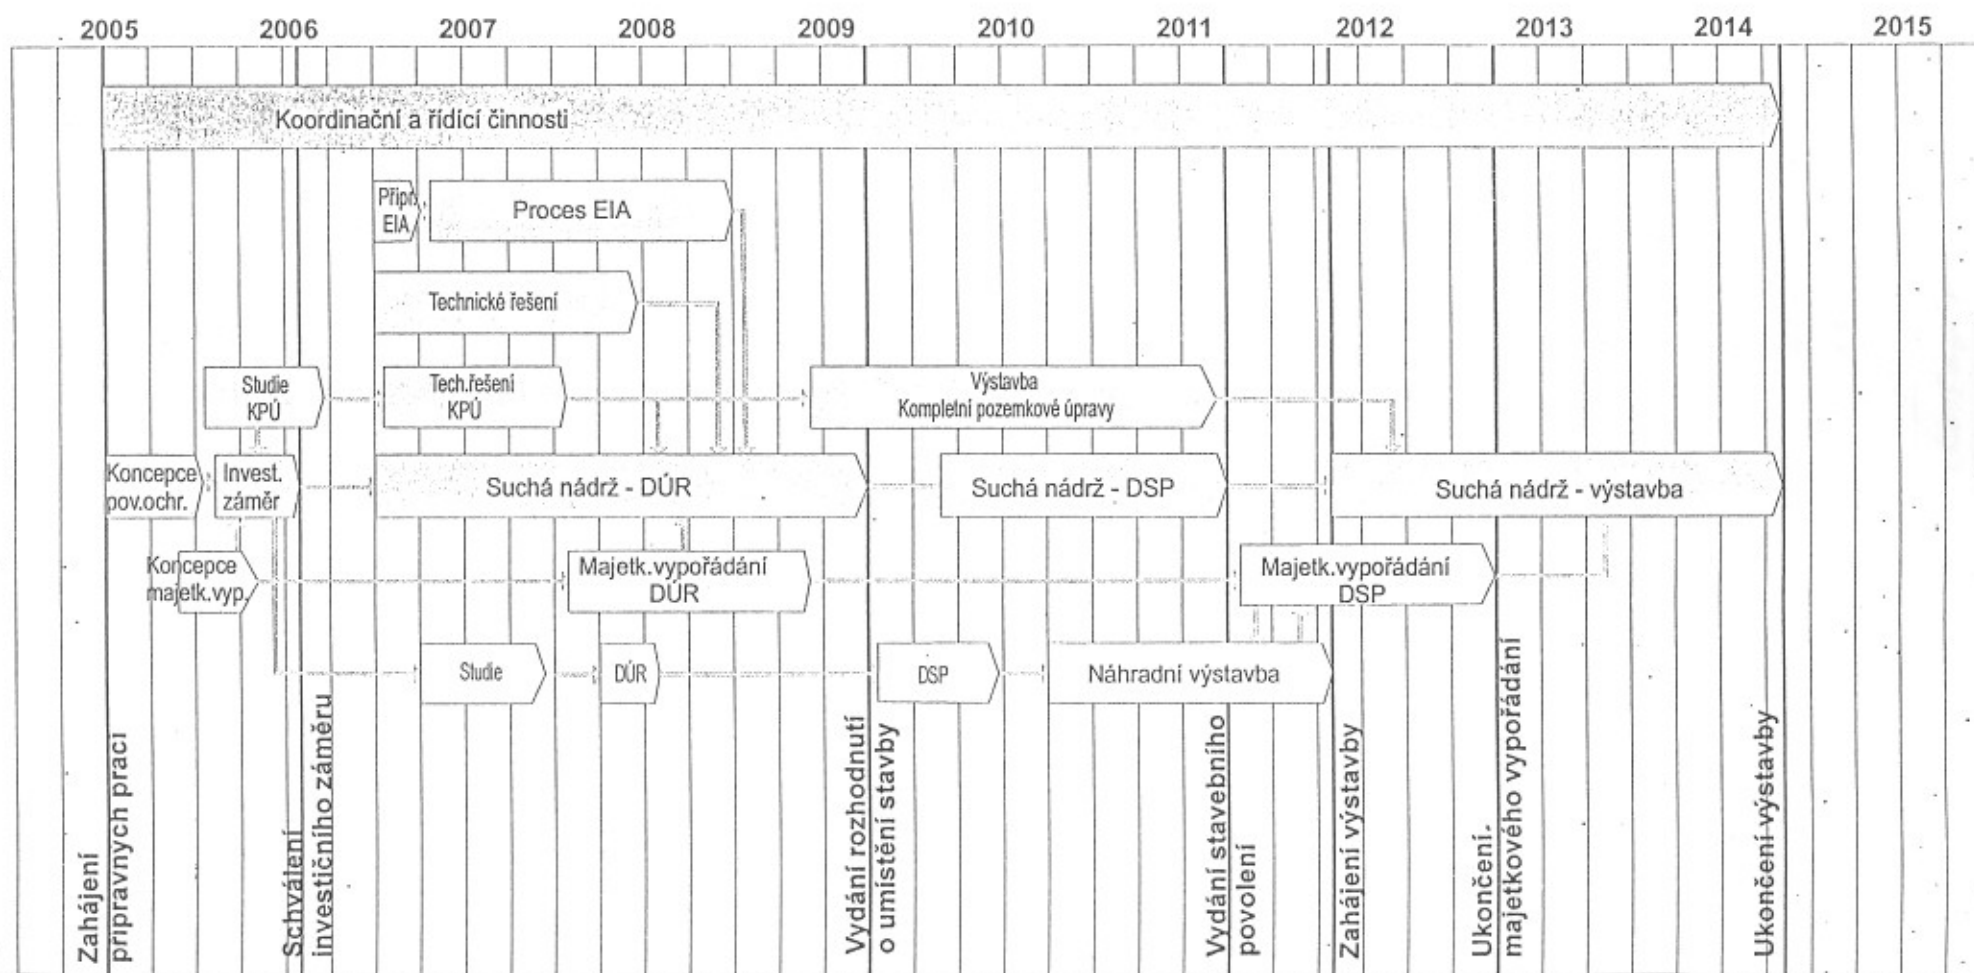 2005 2006 2007 2008 2009 2010 2011 2012 2013 2014 2015
Koordinační a řídící činnosti
Přípr.
EIA
Proces EIA
Technické řešení
Studie
KPÚ
Tech.řešení
KPÚ
Výstavba
Kompletní pozemkové úpravy
Koncepce
pov.ochr.
Invest.
záměr
Suchá nádrž - DÚR
Suchá nádrž - DSP
Suchá nádrž - výstavba
Koncepce
majetk.vyp.
Majetk.vypořádání
DÚR
Majetk.vypořádání
DSP
Studie
DÚR
DSP
Náhradní výstavba
Zahájení
přípravných prací
Schválení
investičního záměru
Vydání rozhodnutí
o umístění stavby
Vydání stavebního
povolení
Zahájení výstavby
Ukončení
majetkového vypořádání
Ukončení výstavby